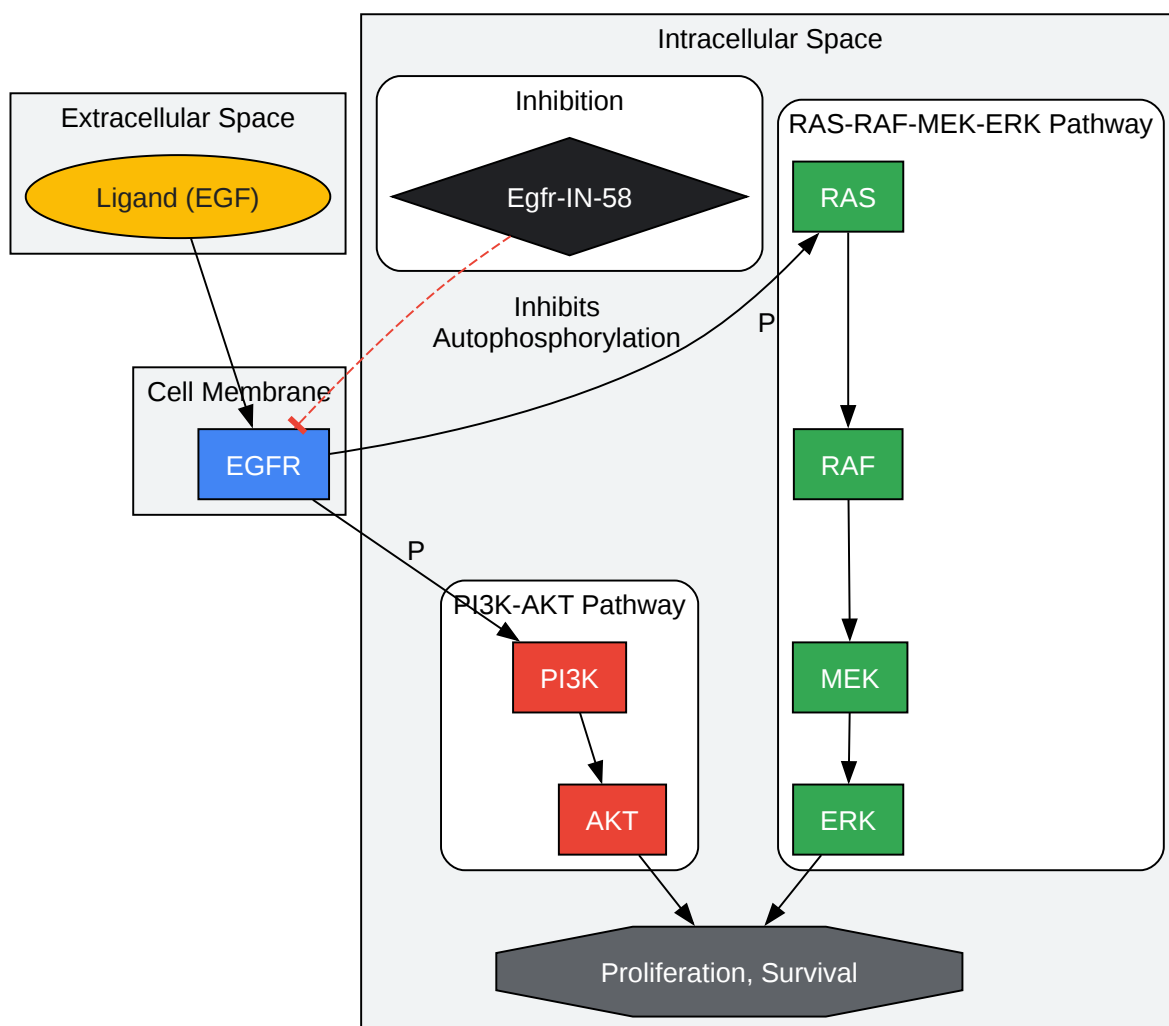 Intracellular Space
Extracellular Space
Ligand (EGF)
Inhibition
Egfr-IN-58
RAS-RAF-MEK-ERK Pathway
RAS
Inhibits
Autophosphorylation
P
Cell Membrane
EGFR
RAF
P
PI3K-AKT Pathway
PI3K
MEK
AKT
ERK
Proliferation, Survival